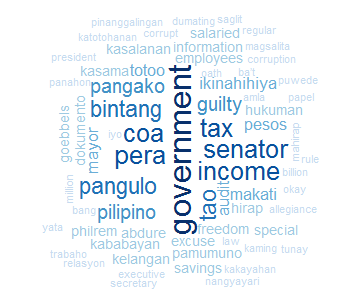 pinanggalingan dumating saglit
katotohanan corrupt salaried regular
kasalanan information magsalita
president kasama totoo employees corruption
panahon pangako oath ba't puwede
ikinahihiya
goebbels dokumento mayor bintang government guilty amla papel
hukuman
iyo coa tax pesos mahirap
pera senator rule
million pangulo income billion
tao audit makati okay
bang pilipino hirap allegiance
yata philrem abdure freedom special
kababayan excuse law kaming tunay
trabaho kelangan pamumuno
relasyon savings kakayahan
executive
secretary nangyayari